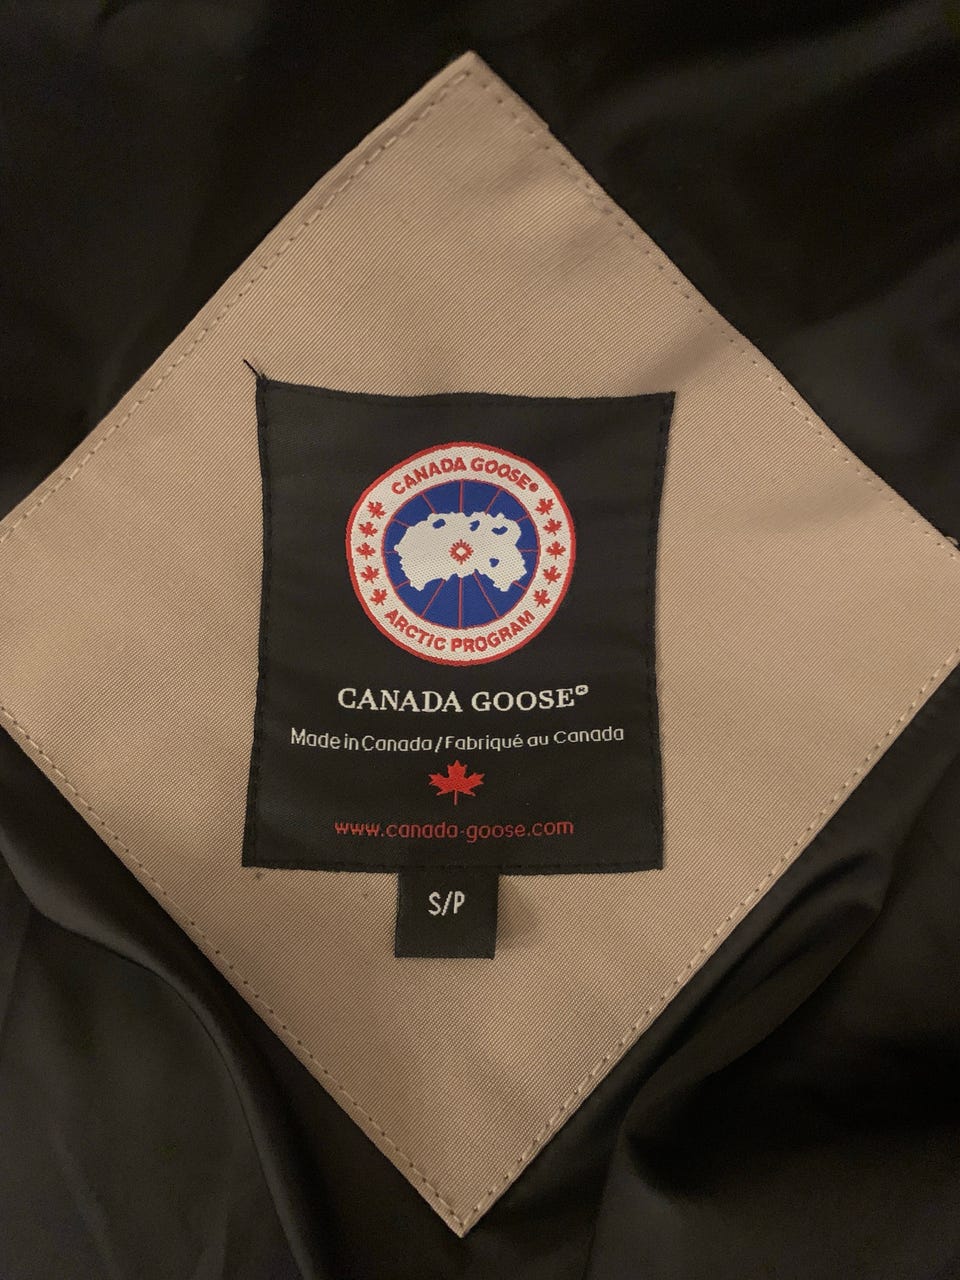 CANADA GOOSE®
ARCTIC PROGRAM
CANADA GOOSE®
Made in Canada/Fabriqué au Canada
www.canada-goose.com
S/P